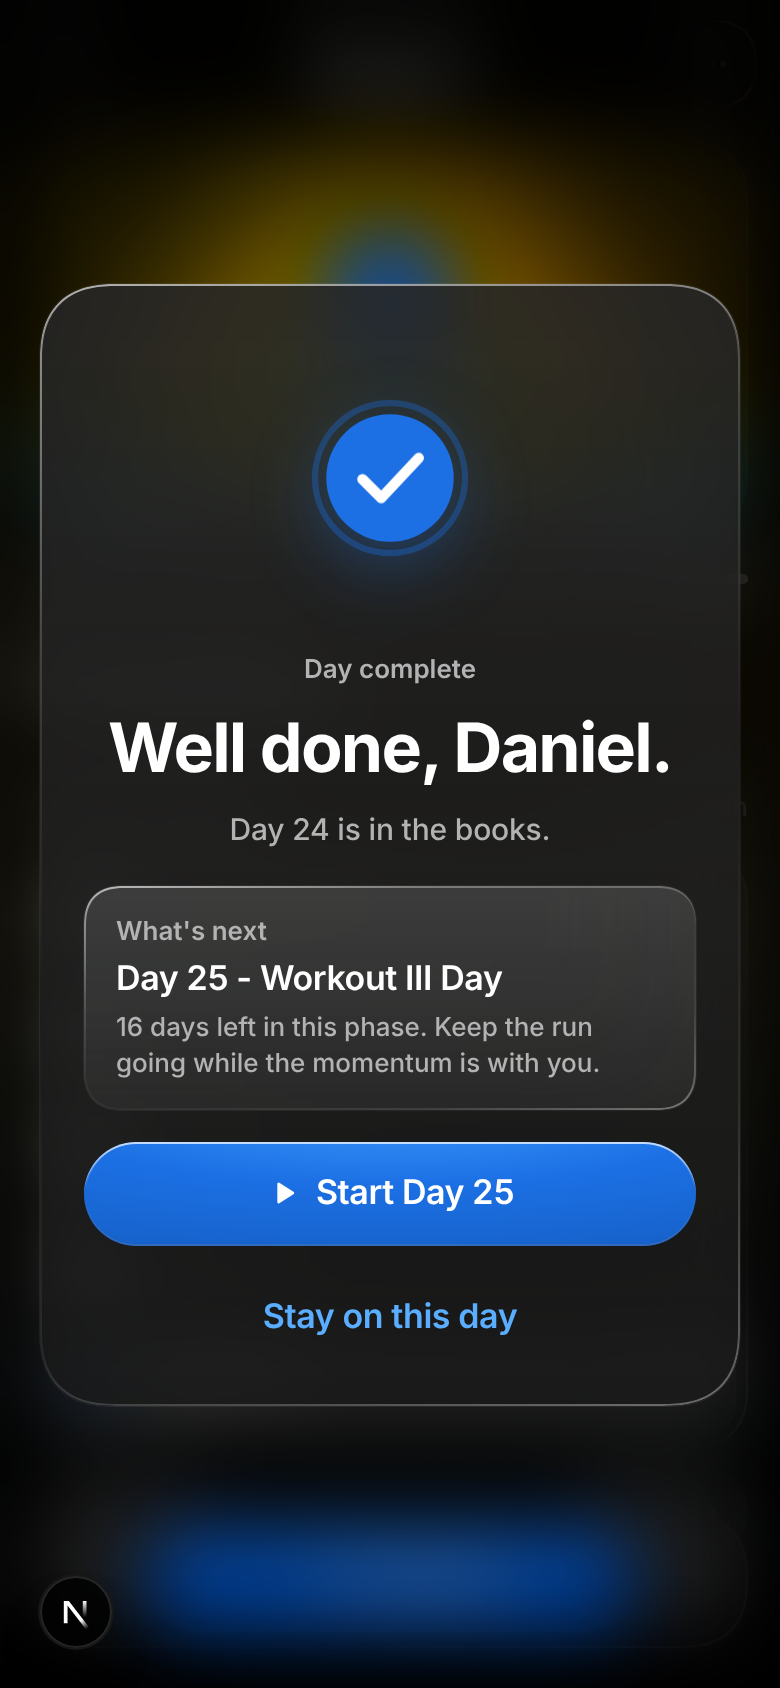 Day complete
Well done, Daniel.
Day 24 is in the books.
What's next
Day 25 - Workout III Day
16 days left in this phase. Keep the run
going while the momentum is with you.
Start Day 25
Stay on this day
N